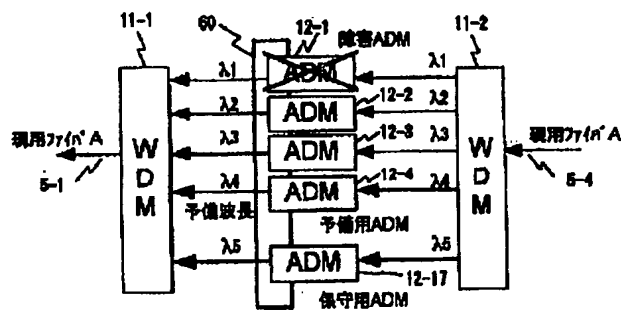 11-1
60
12-1
障害ADM
11-2
λ1
ADM
λ1
λ2
ADM
12-2
λ2
現用ファイバA
WDM
λ3
ADM
12-3
λ3
WDM
現用ファイバA
5-1
λ4
ADM
12-4
λ4
5-4
予備波長
予備用ADM
λ5
ADM
λ5
12-17
保守用ADM